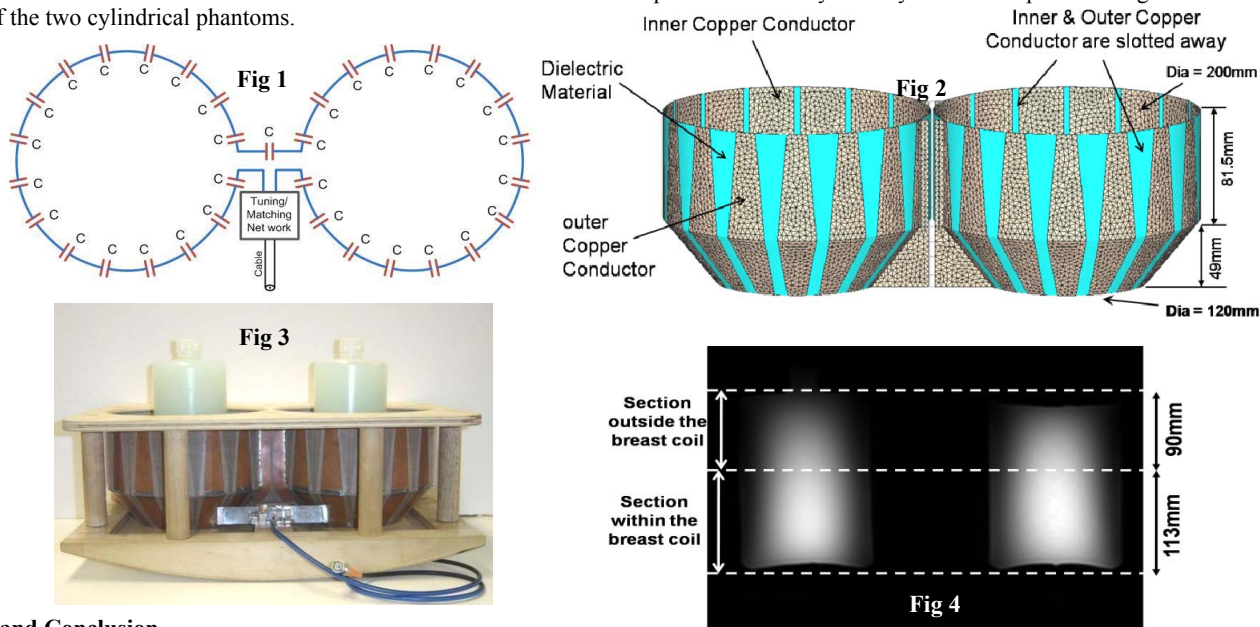 of the two cylindrical phantoms.
Fig 1
C C C C C C C C C C C C C C C C C C C C C C C
Tuning/
Matching
Net work
Cable
Inner Copper Conductor
Inner & Outer Copper
Conductor are slotted away
Dielectric
Material
Fig 2
Dia = 200mm
81.5mm
outer
Copper
Conductor
49mm
Dia = 120mm
Fig 3
Section
outside the
breast coil
90mm
Section
within the
breast coil
113mm
Fig 4
and Conclusion